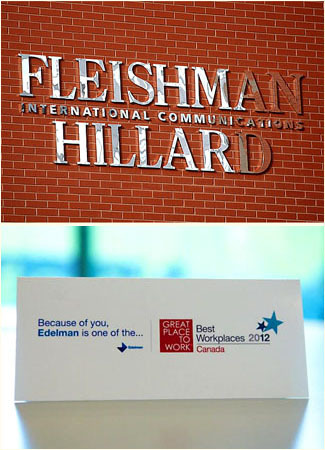 FLEISHMAN
INTERNATIONAL COMMUNICATIONS
HILLARD
Because of you,
Edelman is one of the...
Edelman
GREAT
PLACE
TO
WORK
Best
Workplaces 2012
Canada